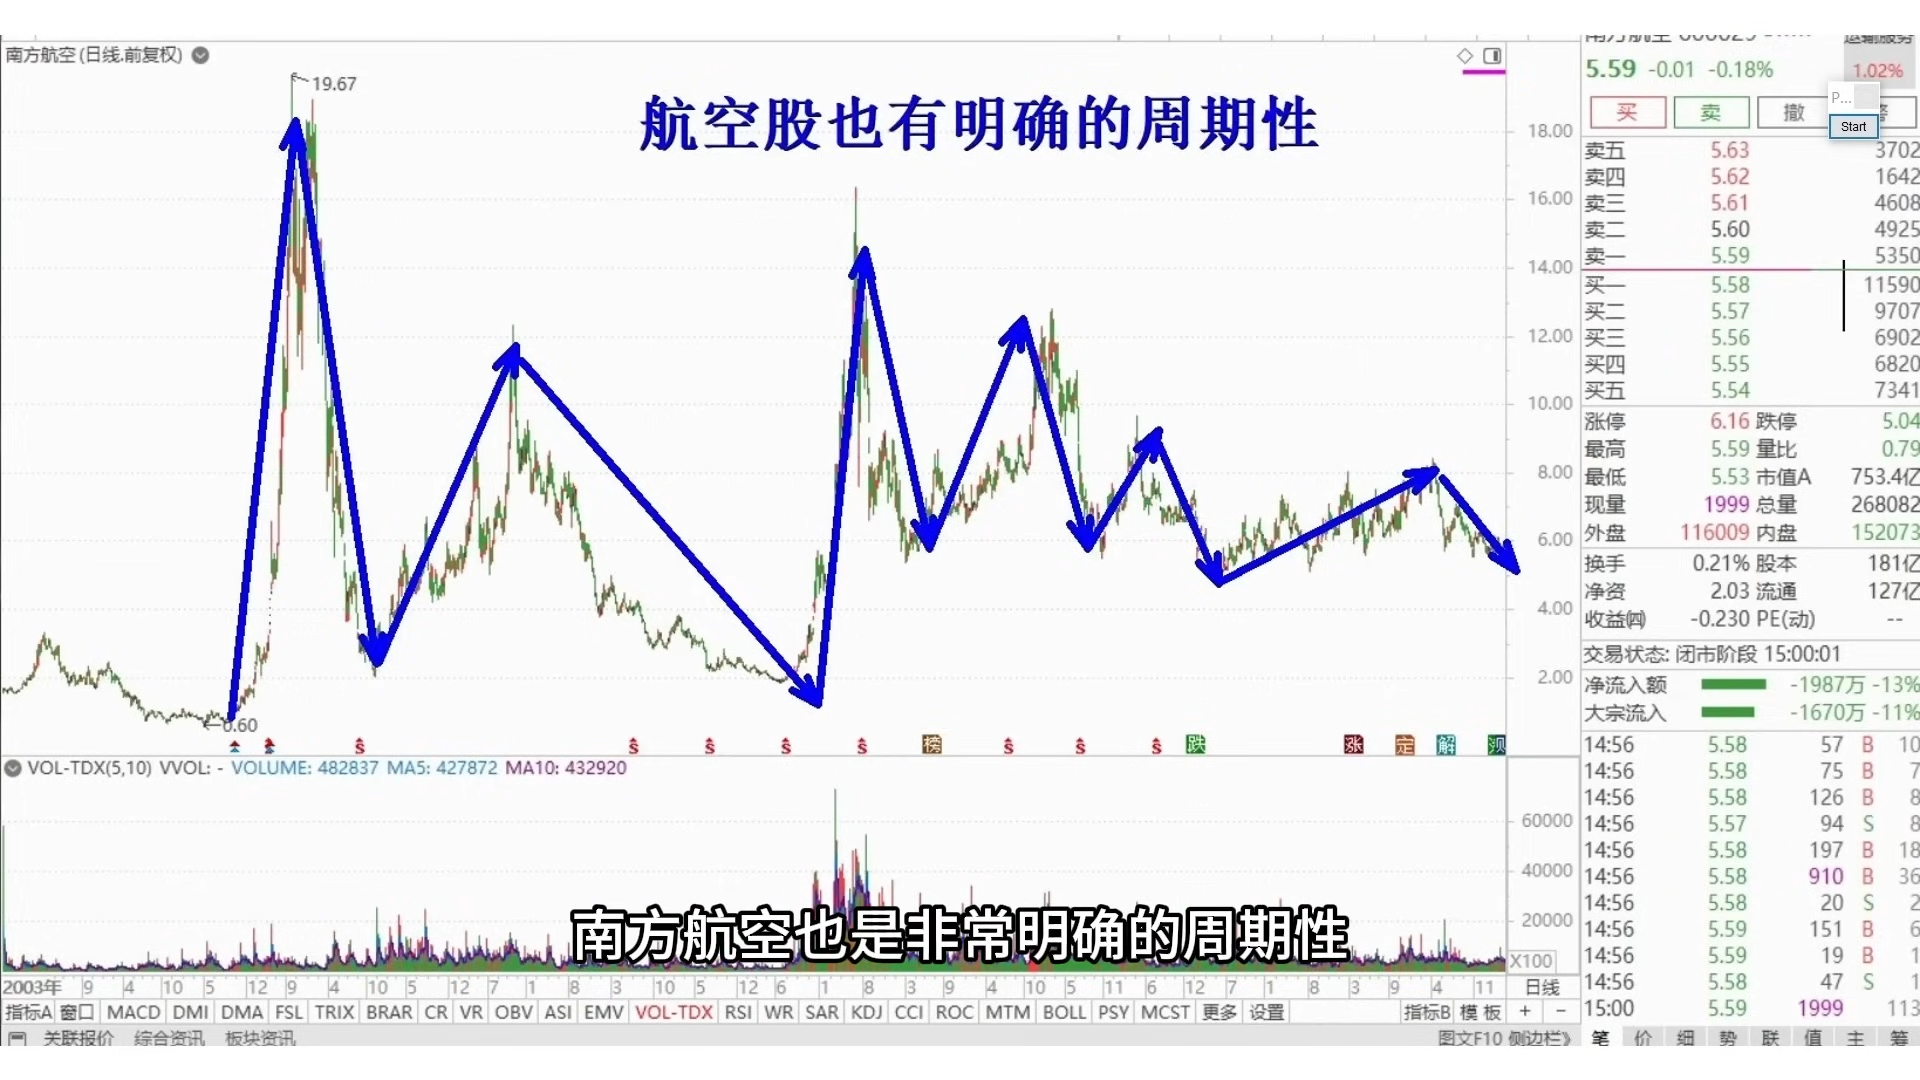 南方航空(日线.前复权)
19.67
航空股也有明确的周期性
18.00
16.00
14.00
12.00
10.00
8.00
6.00
4.00
2.00
0.60
榜
跌
涨
定
解
VOL-TDX(5,10) VVOL: - VOLUME: 482837 MA5: 427872 MA10: 432920
60000
40000
20000
X100
南方航空也是非常明确的周期性
2003年 9 4 10 5 12 9 4 10 5 12 7 1 8 3 10 5 12 6 1 8 3 9 4 10 5 11 6 12 7 1 8 3 9 4 11 日线
指标A 窗口 MACD DMI DMA FSL TRIX BRAR CR VR OBV ASI EMV VOL-TDX RSI WR SAR KDJ CCI ROC MTM BOLL PSY MCST 更多 设置 指标B 模板 + −
关联报价 综合资讯 板块资讯 图文F10 侧边栏》
南方航空 600029 运输服务
5.59 -0.01 -0.18% 1.02%
P...
买 卖 撤
Start
卖五 5.63 3702
卖四 5.62 1642
卖三 5.61 4608
卖二 5.60 4925
卖一 5.59 5350
买一 5.58 11590
买二 5.57 9707
买三 5.56 6902
买四 5.55 6820
买五 5.54 7341
涨停 6.16 跌停 5.04
最高 5.59 量比 0.79
最低 5.53 市值A 753.4亿
现量 1999 总量 268082
外盘 116009 内盘 152073
换手 0.21% 股本 181亿
净资 2.03 流通 127亿
收益㈣ -0.230 PE(动) --
交易状态: 闭市阶段 15:00:01
净流入额 -1987万 -13%
大宗流入 -1670万 -11%
14:56 5.58 57 B 10
14:56 5.58 75 B 7
14:56 5.58 126 B 8
14:56 5.57 94 S 8
14:56 5.58 197 B 18
14:56 5.58 910 B 36
14:56 5.58 20 S 2
14:56 5.59 151 B 6
14:56 5.59 19 B 1
14:56 5.58 47 S 1
15:00 5.59 1999 113
笔 价 细 势 联 值 主 筹